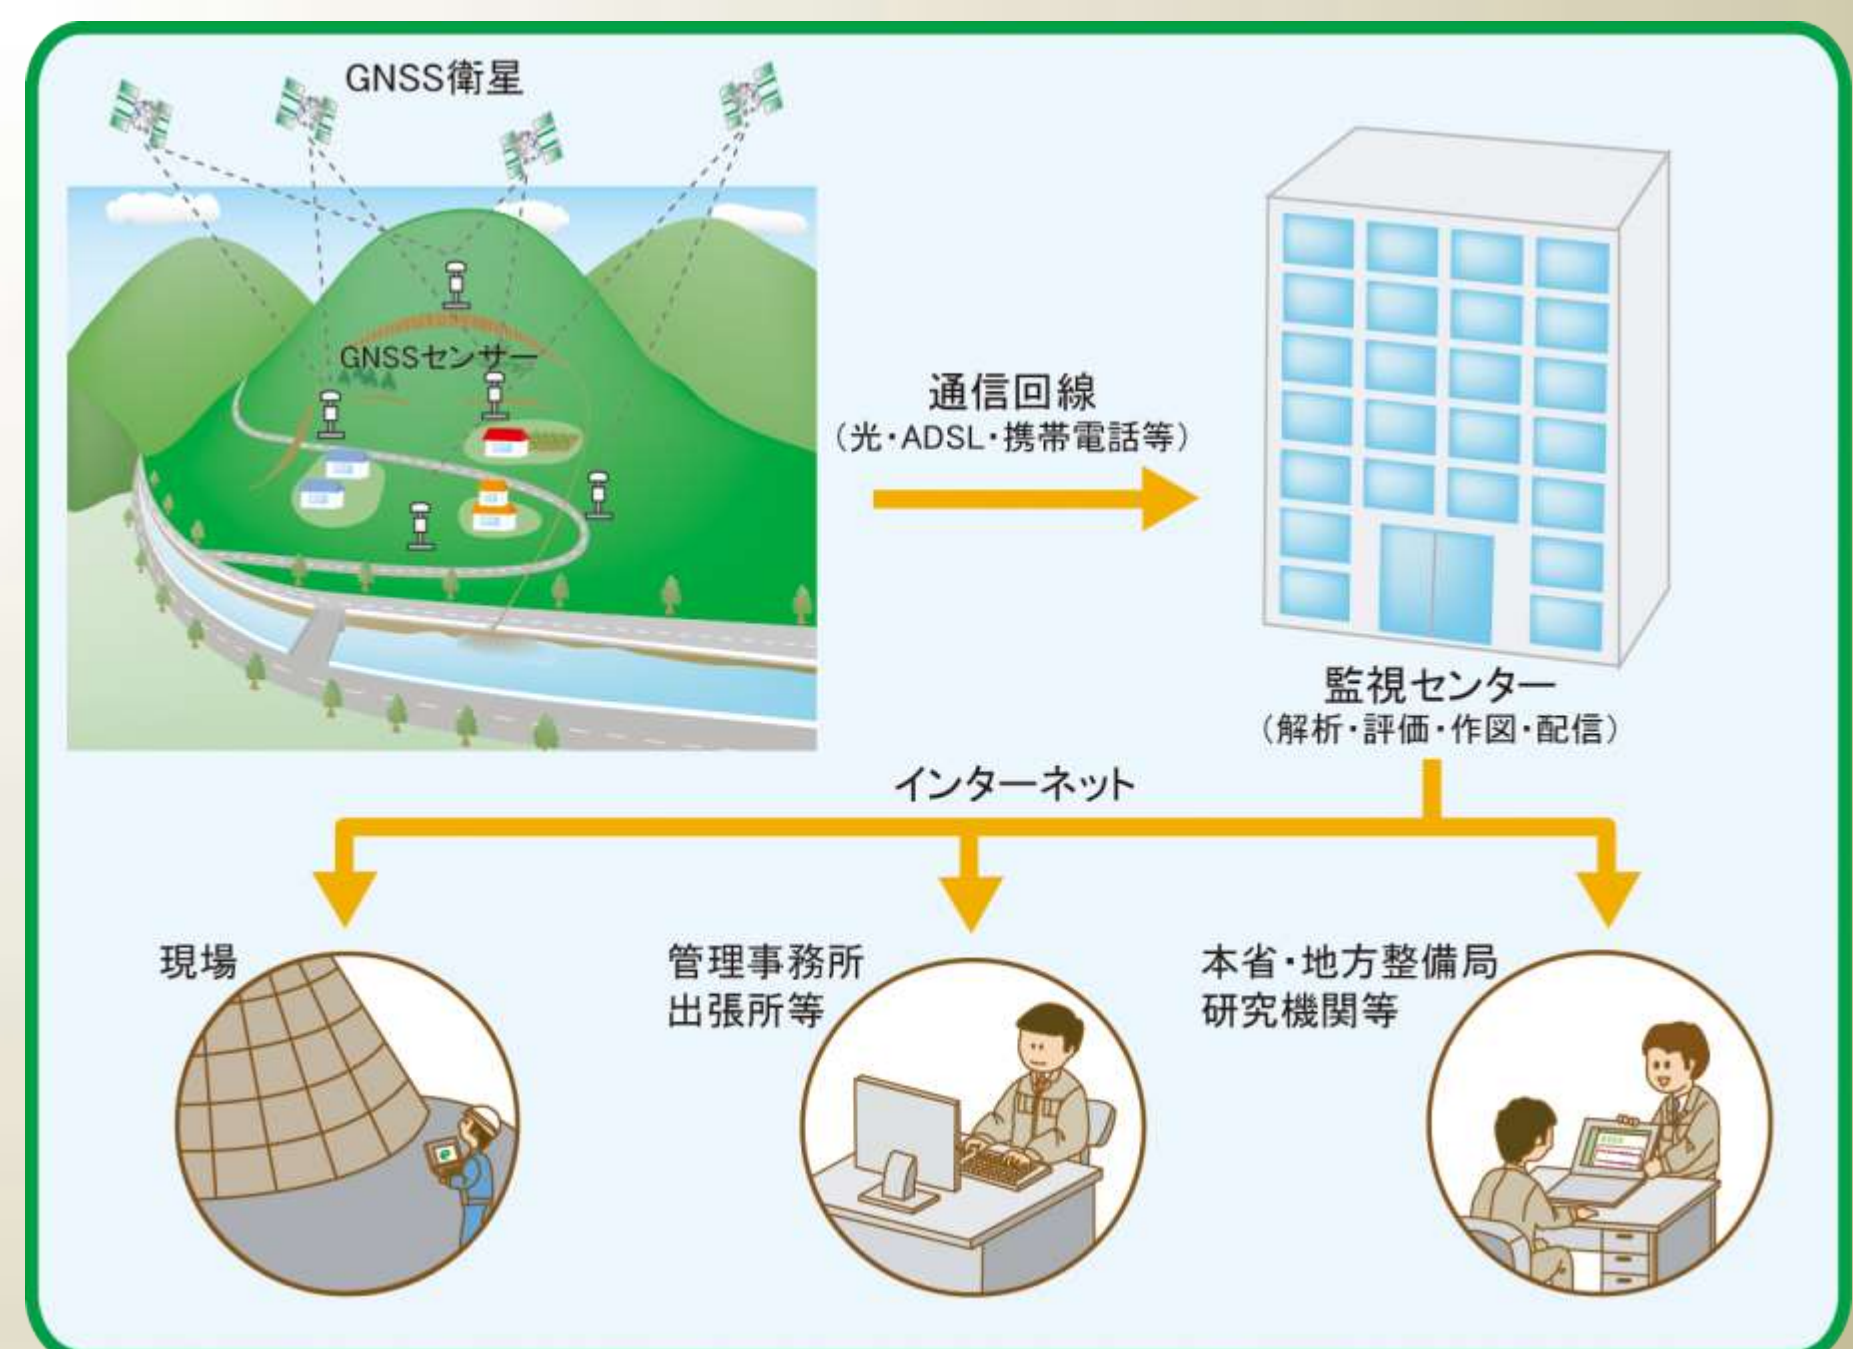 GNSS衛星
GNSSセンサー
通信回線
（光・ADSL・携帯電話等）
監視センター
（解析・評価・作図・配信）
インターネット
現場
管理事務所
出張所等
本省・地方整備局
研究機関等